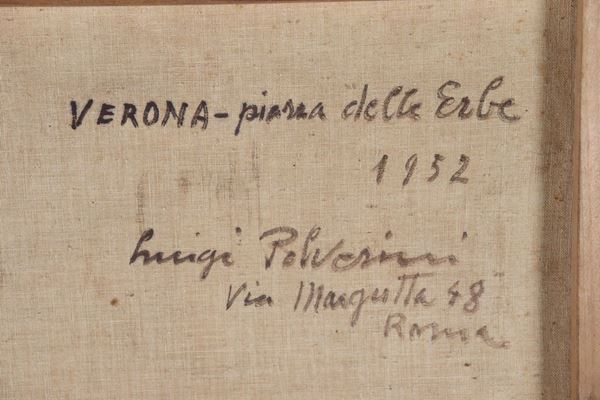 VERONA - piazza delle Erbe
1952
Luigi Polverini
Via Margutta 48
Roma